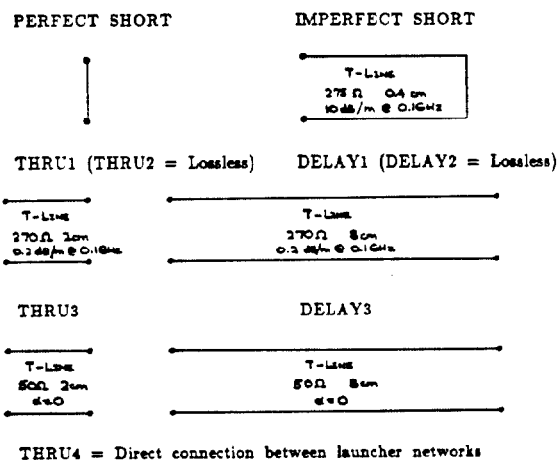 PERFECT SHORT
IMPERFECT SHORT
T-LINE
275 Ω 0.4 cm
10 dB/m @ 0.1GHz
THRU1 (THRU2 = Lossless)
DELAY1 (DELAY2 = Lossless)
T-LINE
270Ω 2cm
0.2 dB/m @ 0.1GHz
T-LINE
270Ω 8cm
0.2 dB/m @ 0.1GHz
THRU3
DELAY3
T-LINE
50Ω 2cm
α=0
T-LINE
50Ω 8cm
α=0
THRU4 = Direct connection between launcher networks